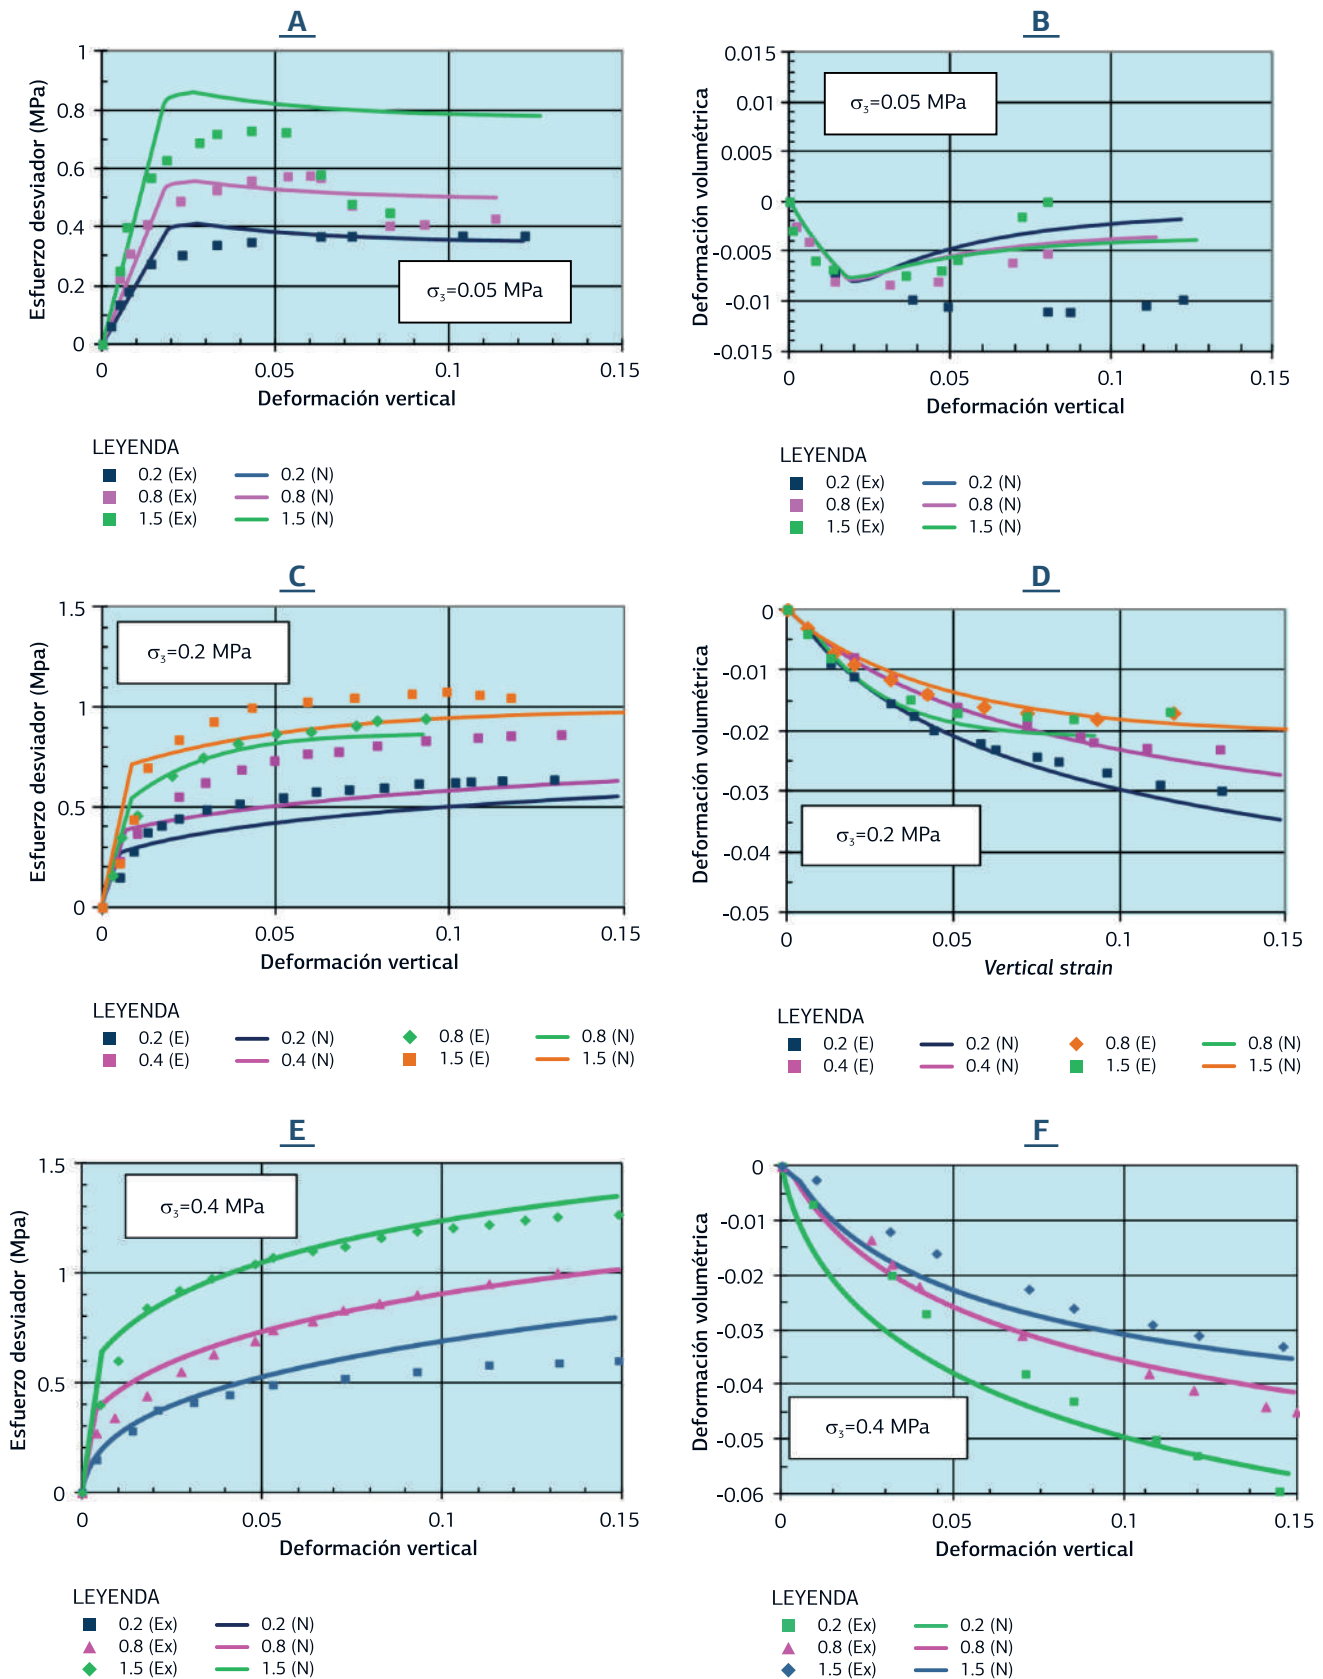 A
Esfuerzo desviador (MPa)
1
0.8
0.6
0.4
0.2
0
σ₃=0.05 MPa
0 0.05 0.1 0.15
Deformación vertical
LEYENDA
0.2 (Ex) 0.2 (N)
0.8 (Ex) 0.8 (N)
1.5 (Ex) 1.5 (N)
B
Deformación volumétrica
0.015
0.01
0.005
0
-0.005
-0.01
-0.015
σ₃=0.05 MPa
0 0.05 0.1 0.15
Deformación vertical
LEYENDA
0.2 (Ex) 0.2 (N)
0.8 (Ex) 0.8 (N)
1.5 (Ex) 1.5 (N)
C
Esfuerzo desviador (Mpa)
1.5
1
0.5
0
σ₃=0.2 MPa
0 0.05 0.1 0.15
Deformación vertical
LEYENDA
0.2 (E) 0.2 (N) 0.8 (E) 0.8 (N)
0.4 (E) 0.4 (N) 1.5 (E) 1.5 (N)
D
Deformación volumétrica
0
-0.01
-0.02
-0.03
-0.04
-0.05
σ₃=0.2 MPa
0 0.05 0.1 0.15
Vertical strain
LEYENDA
0.2 (E) 0.2 (N) 0.8 (E) 0.8 (N)
0.4 (E) 0.4 (N) 1.5 (E) 1.5 (N)
E
Esfuerzo desviador (Mpa)
1.5
1
0.5
0
σ₃=0.4 MPa
0 0.05 0.1 0.15
Deformación vertical
LEYENDA
0.2 (Ex) 0.2 (N)
0.8 (Ex) 0.8 (N)
1.5 (Ex) 1.5 (N)
F
Deformación volumétrica
0
-0.01
-0.02
-0.03
-0.04
-0.05
-0.06
σ₃=0.4 MPa
0 0.05 0.1 0.15
Deformación vertical
LEYENDA
0.2 (Ex) 0.2 (N)
0.8 (Ex) 0.8 (N)
1.5 (Ex) 1.5 (N)